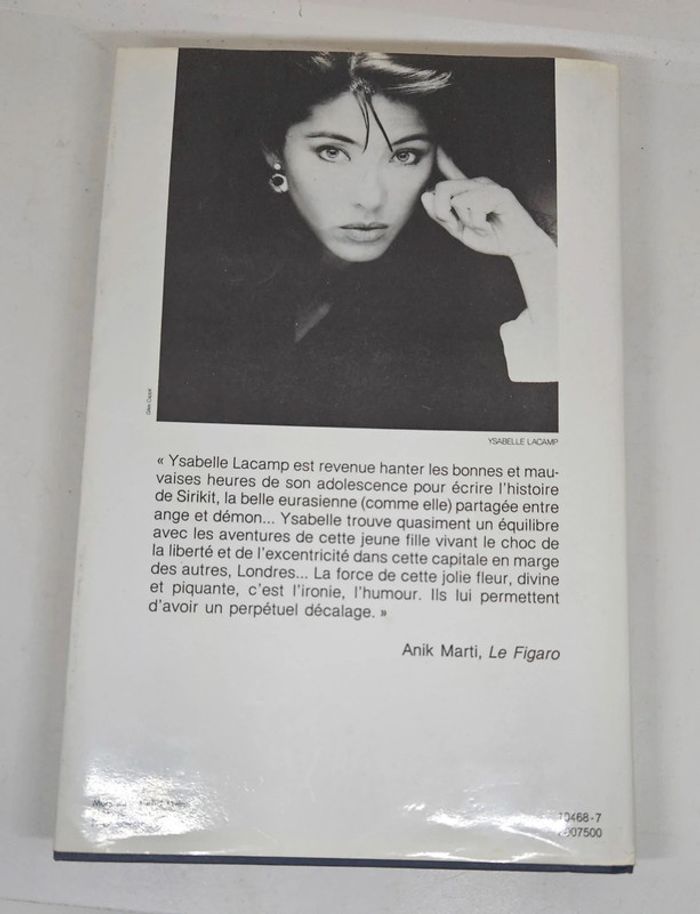 YSABELLE LACAMP
« Ysabelle Lacamp est revenue hanter les bonnes et mau-
vaises heures de son adolescence pour écrire l'histoire
de Sirikit, la belle eurasienne (comme elle) partagée entre
ange et démon... Ysabelle trouve quasiment un équilibre
avec les aventures de cette jeune fille vivant le choc de
la liberté et de l'excentricité dans cette capitale en marge
des autres, Londres... La force de cette jolie fleur, divine
et piquante, c'est l'ironie, l'humour. Ils lui permettent
d'avoir un perpétuel décalage. »
Anik Marti, Le Figaro
10468-7